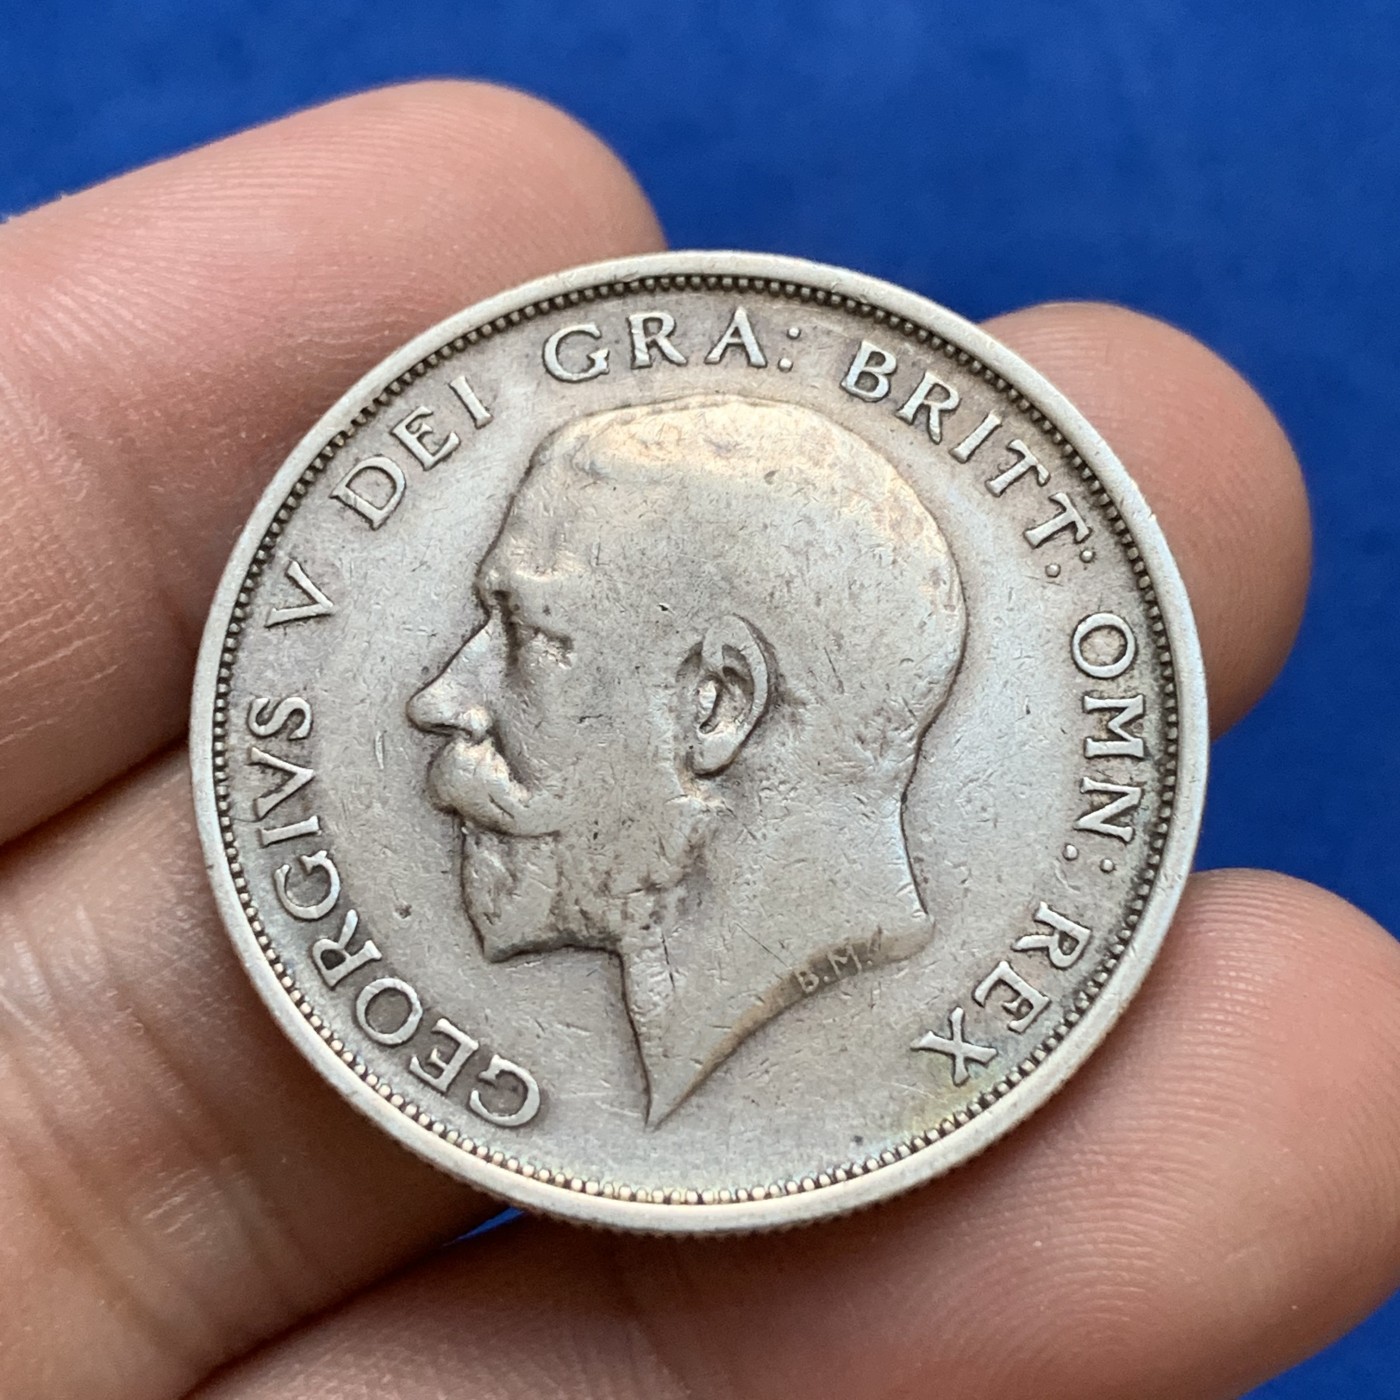 GEORGIVS V DEI GRA: BRITT: OMN: REX
B.M.